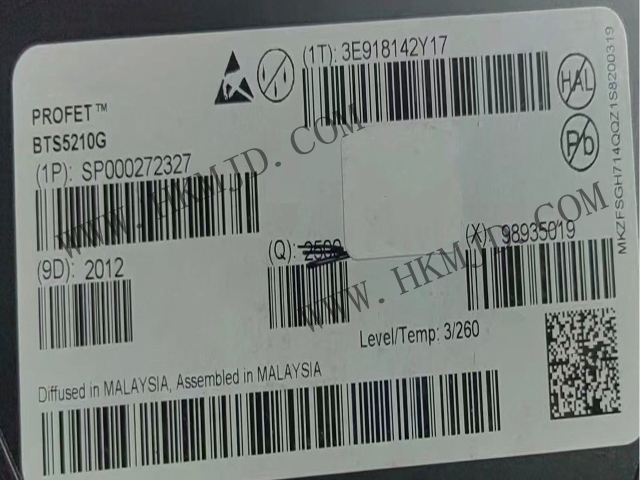 (1T): 3E918142Y17
HAL
PROFET™
BTS5210G
Pb
(1P): SP000272327
MKZFSGH714QQZ1S8200319
WWW.HKMJD.COM
(Q): 2500
(X): 98935819
(9D): 2012
WWW.HKMJD.COM
Level/Temp: 3/260
Diffused in MALAYSIA, Assembled in MALAYSIA